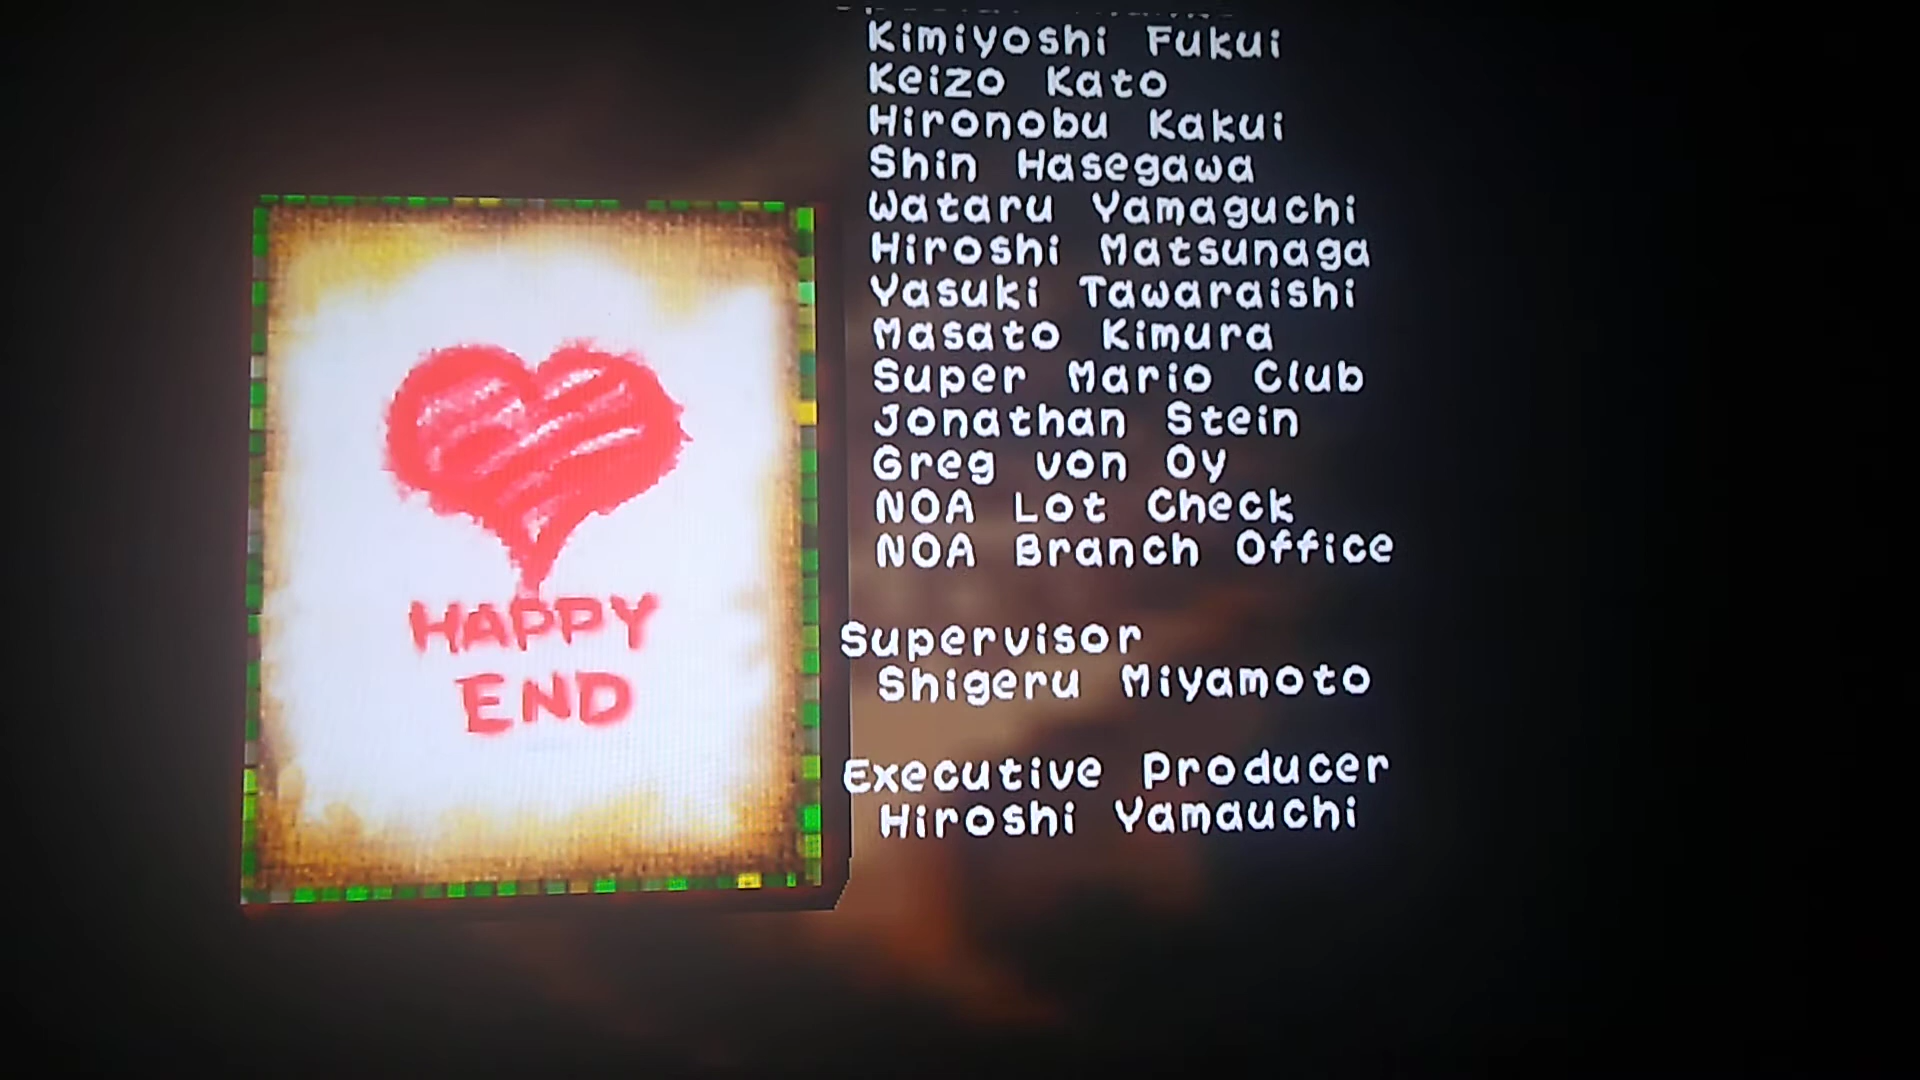 HAPPY
END
Kimiyoshi Fukui
Keizo Kato
Hironobu Kakui
Shin Hasegawa
Wataru Yamaguchi
Hiroshi Matsunaga
Yasuki Tawaraishi
Masato Kimura
Super Mario Club
Jonathan Stein
Greg von Oy
NOA Lot Check
NOA Branch Office
Supervisor
Shigeru Miyamoto
Executive Producer
Hiroshi Yamauchi